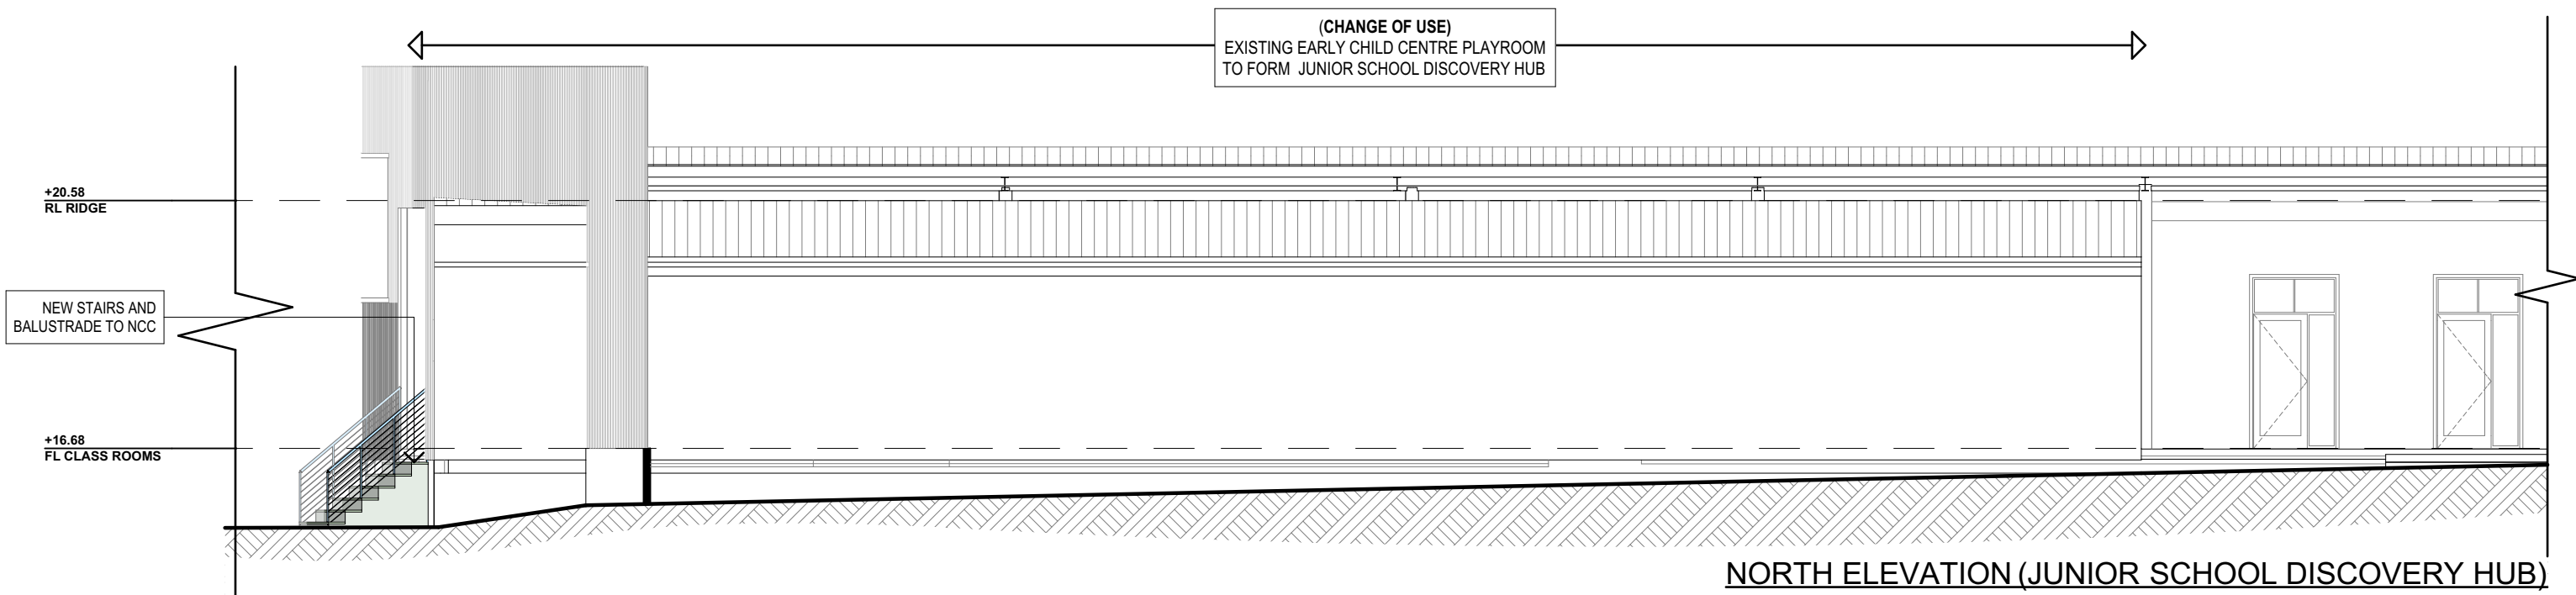 (CHANGE OF USE)
EXISTING EARLY CHILD CENTRE PLAYROOM
TO FORM JUNIOR SCHOOL DISCOVERY HUB
+20.58
RL RIDGE
NEW STAIRS AND
BALUSTRADE TO NCC
+16.68
FL CLASS ROOMS
NORTH ELEVATION (JUNIOR SCHOOL DISCOVERY HUB)